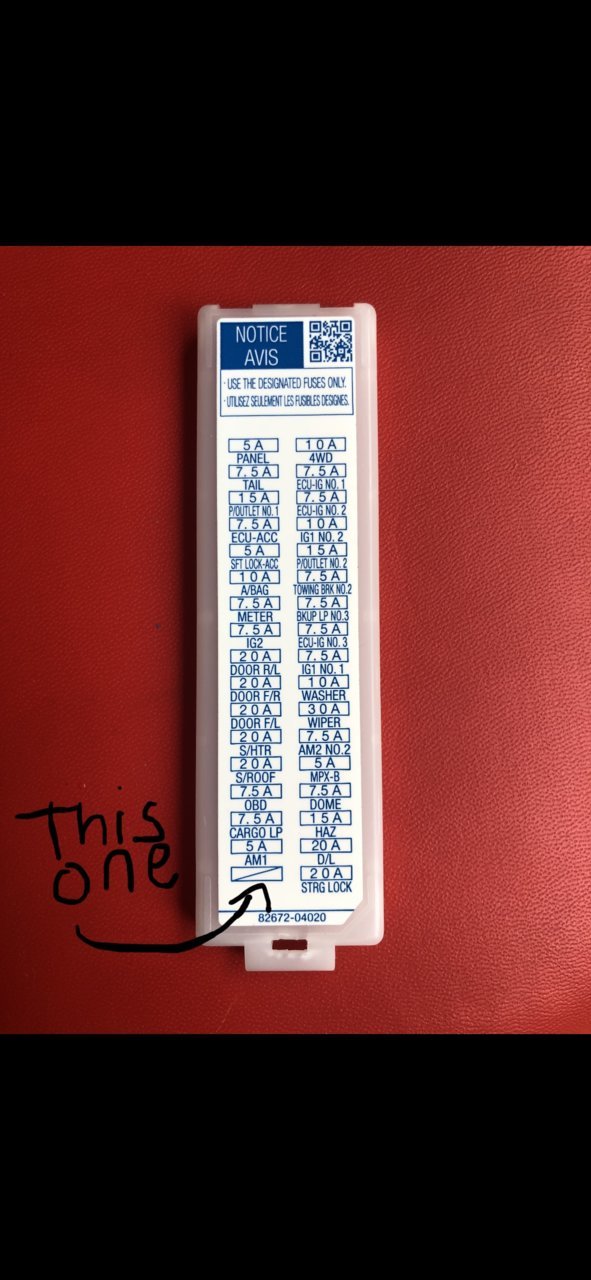 NOTICE
AVIS
· USE THE DESIGNATED FUSES ONLY.
· UTILISEZ SEULEMENT LES FUSIBLES DESIGNES.
5 A 10 A
PANEL 4WD
7. 5 A 7. 5 A
TAIL ECU-IG NO. 1
15 A 7. 5 A
P/OUTLET NO. 1 ECU-IG NO. 2
7. 5 A 10 A
ECU-ACC IG1 NO. 2
5 A 15 A
SFT LOCK-ACC P/OUTLET NO. 2
10 A 7. 5 A
A/BAG TOWING BRK NO.2
7. 5 A 7. 5 A
METER BKUP LP NO.3
7. 5 A 7. 5 A
IG2 ECU-IG NO. 3
20 A 7. 5 A
DOOR R/L IG1 NO. 1
20 A 10 A
DOOR F/R WASHER
20 A 30 A
DOOR F/L WIPER
20 A 7. 5 A
S/HTR AM2 NO.2
20 A 5 A
S/ROOF MPX-B
7. 5 A 7. 5 A
OBD DOME
7. 5 A 15 A
CARGO LP HAZ
5 A 20 A
AM1 D/L
20 A
STRG LOCK
82672-04020
This
one